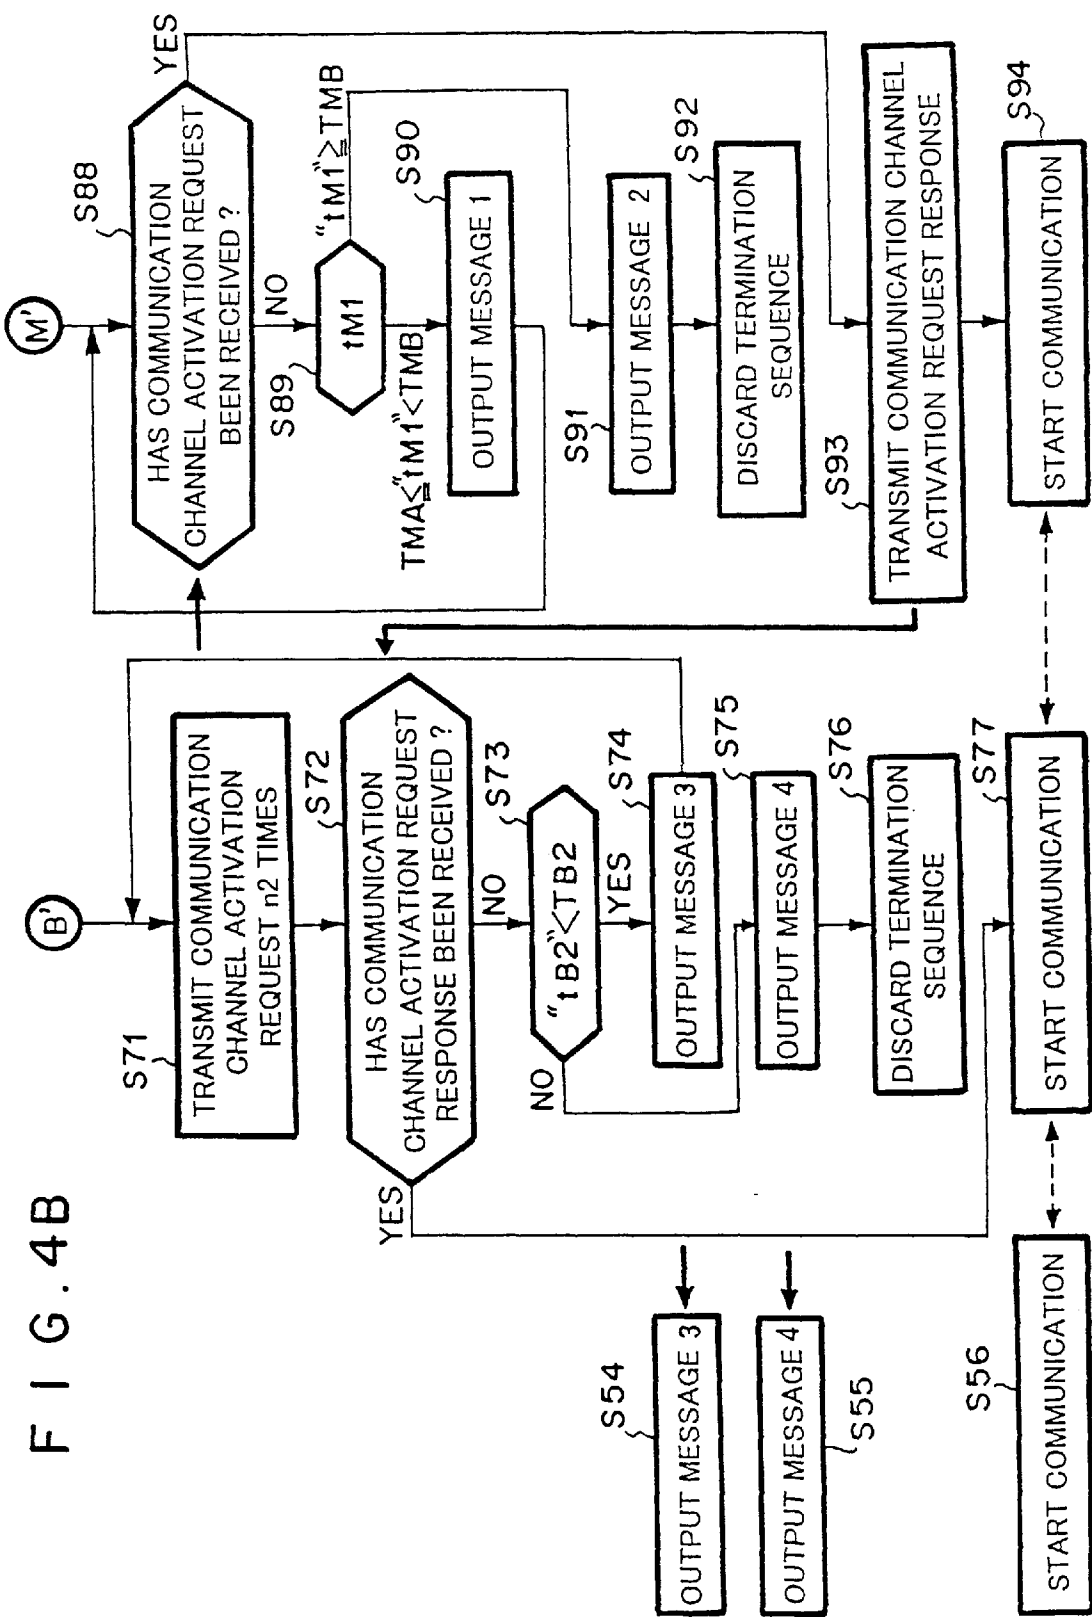 FIG.4B
S54
OUTPUT MESSAGE 3
OUTPUT MESSAGE 4
S55
S56
START COMMUNICATION
B'
S71
TRANSMIT COMMUNICATION
CHANNEL ACTIVATION
REQUEST n2 TIMES
S72
HAS COMMUNICATION
CHANNEL ACTIVATION REQUEST
RESPONSE BEEN RECEIVED ?
YES
NO
S73
"tB2"<TB2
NO
YES
S74
OUTPUT MESSAGE 3
S75
OUTPUT MESSAGE 4
S76
DISCARD TERMINATION
SEQUENCE
S77
START COMMUNICATION
M'
S88
HAS COMMUNICATION
CHANNEL ACTIVATION REQUEST
BEEN RECEIVED ?
YES
NO
S89
tM1
"tM1"≧TMB
TMA≦"tM1"<TMB
S90
OUTPUT MESSAGE 1
S91
OUTPUT MESSAGE 2
S92
DISCARD TERMINATION
SEQUENCE
S93
TRANSMIT COMMUNICATION CHANNEL
ACTIVATION REQUEST RESPONSE
S94
START COMMUNICATION